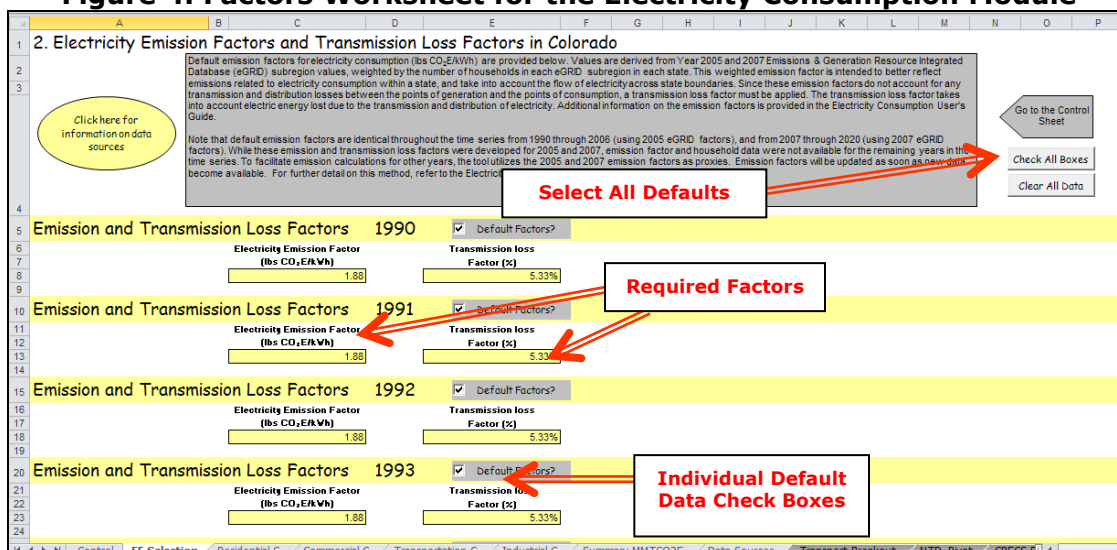 Figure 4. Factors Worksheet for the Electricity Consumption Module
A B C D E F G H I J K L M N O P
1 2. Electricity Emission Factors and Transmission Loss Factors in Colorado
2
3
4
Default emission factors for electricity consumption (lbs CO₂E/kWh) are provided below. Values are derived from Year 2005 and 2007 Emissions & Generation Resource Integrated
Database (eGRID) subregion values, weighted by the number of households in each eGRID subregion in each state. This weighted emission factor is intended to better reflect
emissions related to electricity consumption within a state, and take into account the flow of electricity across state boundaries. Since these emission factors do not account for any
transmission and distribution losses between the points of generation and the points of consumption, a transmission loss factor must be applied. The transmission loss factor takes
into account electric energy lost due to the transmission and distribution of electricity. Additional information on the emission factors is provided in the Electricity Consumption User's
Guide.
Note that default emission factors are identical throughout the time series from 1990 through 2006 (using 2005 eGRID factors), and from 2007 through 2020 (using 2007 eGRID
factors). While these emission and transmission loss factors were developed for 2005 and 2007, emission factor and household data were not available for the remaining years in the
time series. To facilitate emission calculations for other years, the tool utilizes the 2005 and 2007 emission factors as proxies. Emission factors will be updated as soon as new data
become available. For further detail on this method, refer to the Electrici
Click here for
information on data
sources
Go to the Control
Sheet
Check All Boxes
Clear All Data
Select All Defaults
5 Emission and Transmission Loss Factors 1990 Default Factors?
6 Electricity Emission Factor Transmission loss
7 (lbs CO₂E/kWh) Factor (%)
8 1.88 5.33%
9
10 Emission and Transmission Loss Factors 1991 Default Factors?
Required Factors
11 Electricity Emission Factor Transmission loss
12 (lbs CO₂E/kWh) Factor (%)
13 1.88 5.33%
14
15 Emission and Transmission Loss Factors 1992 Default Factors?
16 Electricity Emission Factor Transmission loss
17 (lbs CO₂E/kWh) Factor (%)
18 1.88 5.33%
19
20 Emission and Transmission Loss Factors 1993 Default Factors?
Individual Default
Data Check Boxes
21 Electricity Emission Factor Transmission loss
22 (lbs CO₂E/kWh) Factor (%)
23 1.88 5.33%
24
Control EF Selection Residential C Commercial C Transportation C Industrial C Summary MMTCO2E Data Sources Transport Breakout NTD_Pivot